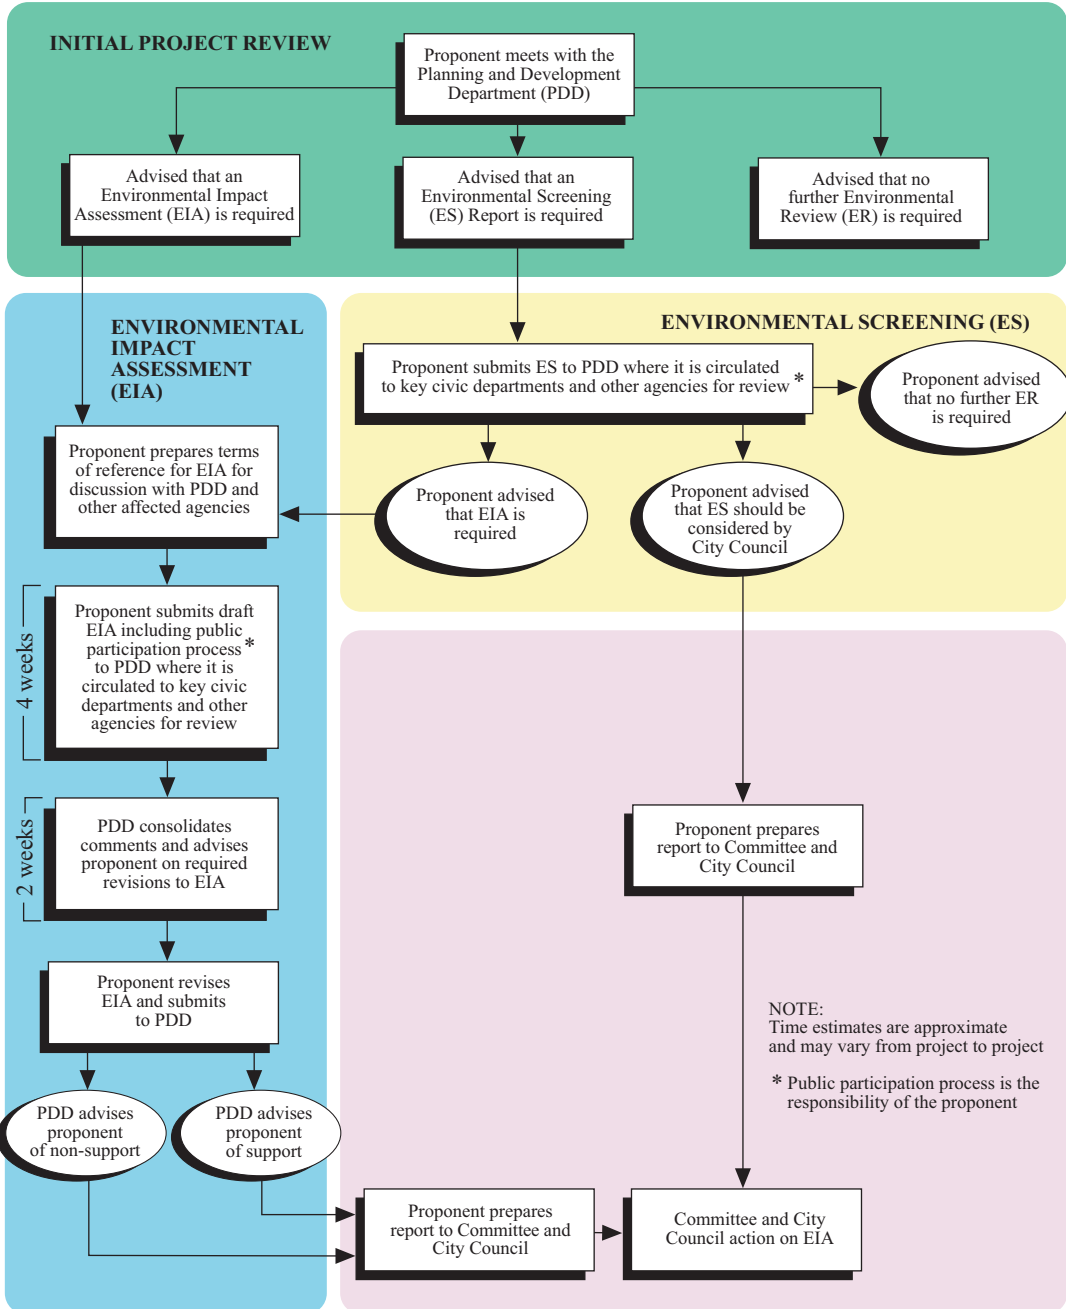 INITIAL PROJECT REVIEW
Proponent meets with the
Planning and Development
Department (PDD)
Advised that an
Environmental Impact
Assessment (EIA) is required
Advised that an
Environmental Screening
(ES) Report is required
Advised that no
further Environmental
Review (ER) is required
ENVIRONMENTAL
IMPACT
ASSESSMENT
(EIA)
ENVIRONMENTAL SCREENING (ES)
Proponent submits ES to PDD where it is circulated
to key civic departments and other agencies for review *
Proponent advised
that no further ER
is required
Proponent prepares terms
of reference for EIA for
discussion with PDD and
other affected agencies
Proponent advised
that EIA is
required
Proponent advised
that ES should be
considered by
City Council
4 weeks
Proponent submits draft
EIA including public
participation process *
to PDD where it is
circulated to key civic
departments and other
agencies for review
2 weeks
PDD consolidates
comments and advises
proponent on required
revisions to EIA
Proponent prepares
report to Committee and
City Council
Proponent revises
EIA and submits
to PDD
NOTE:
Time estimates are approximate
and may vary from project to project
* Public participation process is the
responsibility of the proponent
PDD advises
proponent
of non-support
PDD advises
proponent
of support
Proponent prepares
report to Committee and
City Council
Committee and City
Council action on EIA